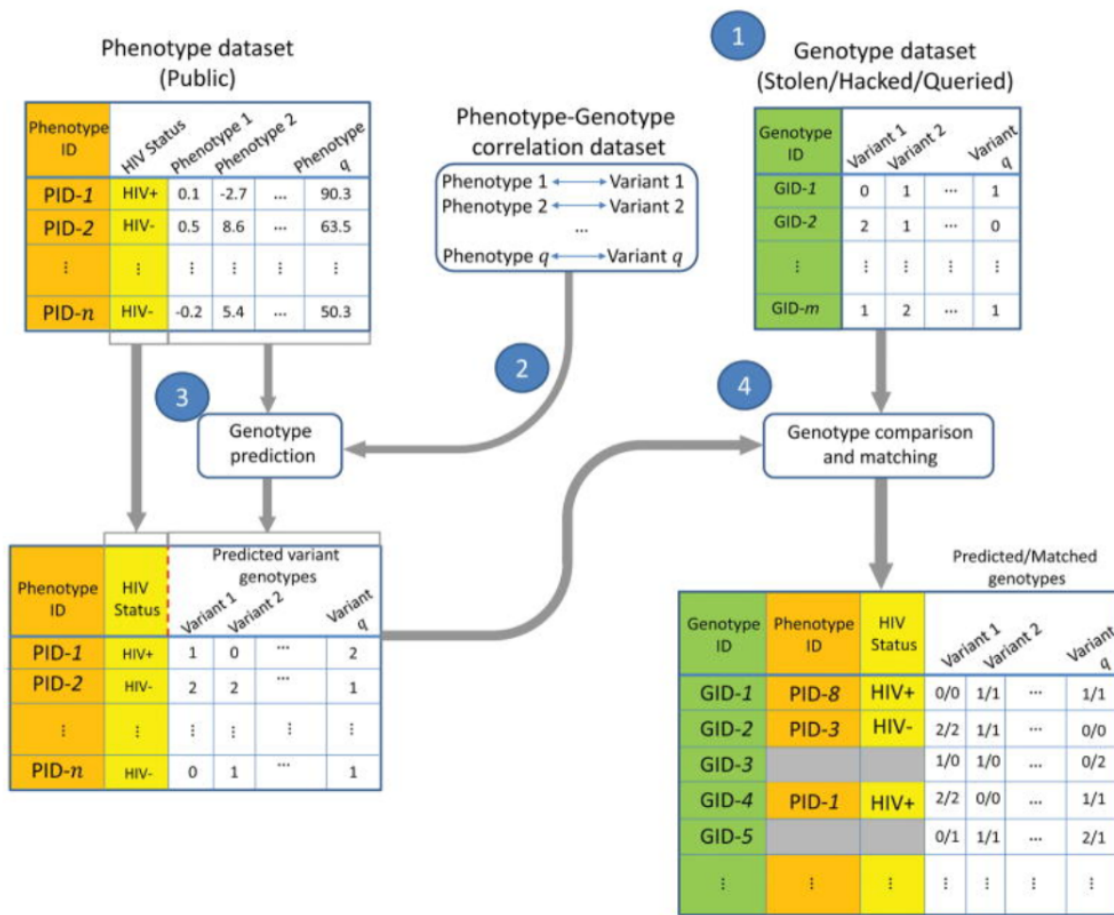 Phenotype dataset
(Public)
Phenotype ID HIV Status Phenotype 1 Phenotype 2 Phenotype q
PID-1 HIV+ 0.1 -2.7 ... 90.3
PID-2 HIV- 0.5 8.6 ... 63.5
⋮ ⋮ ⋮ ⋮ ⋮ ⋮
PID-n HIV- -0.2 5.4 ... 50.3
Phenotype-Genotype
correlation dataset
Phenotype 1 Variant 1
Phenotype 2 Variant 2
...
Phenotype q Variant q
1
Genotype dataset
(Stolen/Hacked/Queried)
Genotype ID Variant 1 Variant 2 Variant q
GID-1 0 1 ... 1
GID-2 2 1 ... 0
⋮ ⋮ ⋮ ⋮ ⋮
GID-m 1 2 ... 1
2
3
Genotype
prediction
4
Genotype comparison
and matching
Predicted variant
genotypes
Phenotype ID HIV Status Variant 1 Variant 2 Variant q
PID-1 HIV+ 1 0 ... 2
PID-2 HIV- 2 2 ... 1
⋮ ⋮ ⋮ ⋮ ⋮ ⋮
PID-n HIV- 0 1 ... 1
Predicted/Matched
genotypes
Genotype ID Phenotype ID HIV Status Variant 1 Variant 2 Variant q
GID-1 PID-8 HIV+ 0/0 1/1 ... 1/1
GID-2 PID-3 HIV- 2/2 1/1 ... 0/0
GID-3 1/0 1/0 ... 0/2
GID-4 PID-1 HIV+ 2/2 0/0 ... 1/1
GID-5 0/1 1/1 ... 2/1
⋮ ⋮ ⋮ ⋮ ⋮ ⋮ ⋮